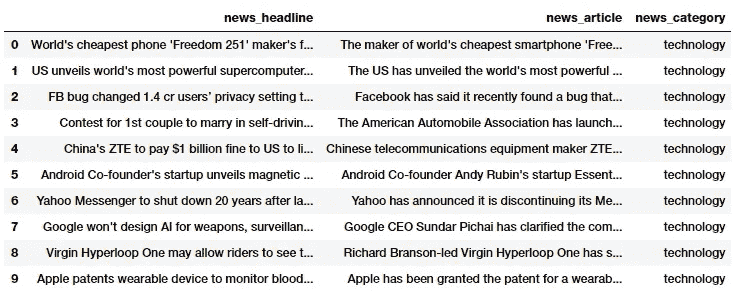 news_headline news_article news_category
0 World's cheapest phone 'Freedom 251' maker's f... The maker of world's cheapest smartphone 'Free... technology
1 US unveils world's most powerful supercomputer... The US has unveiled the world's most powerful ... technology
2 FB bug changed 1.4 cr users' privacy setting t... Facebook has said it recently found a bug that... technology
3 Contest for 1st couple to marry in self-drivin... The American Automobile Association has launch... technology
4 China's ZTE to pay $1 billion fine to US to li... Chinese telecommunications equipment maker ZTE... technology
5 Android Co-founder's startup unveils magnetic ... Android Co-founder Andy Rubin's startup Essent... technology
6 Yahoo Messenger to shut down 20 years after la... Yahoo has announced it is discontinuing its Me... technology
7 Google won't design AI for weapons, surveillan... Google CEO Sundar Pichai has clarified the com... technology
8 Virgin Hyperloop One may allow riders to see t... Richard Branson-led Virgin Hyperloop One has s... technology
9 Apple patents wearable device to monitor blood... Apple has been granted the patent for a wearab... technology